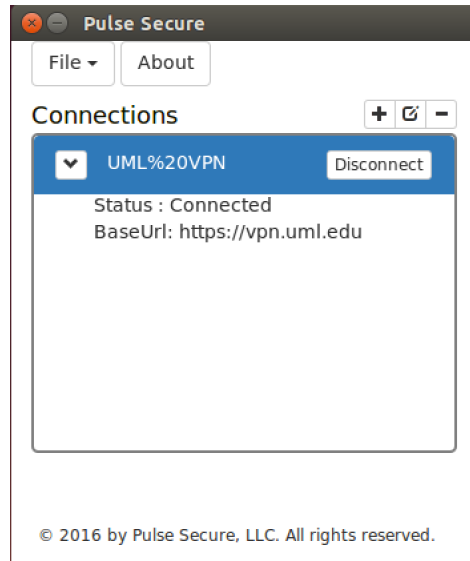 Pulse Secure
File About
Connections
UML%20VPN Disconnect
Status : Connected
BaseUrl: https://vpn.uml.edu
© 2016 by Pulse Secure, LLC. All rights reserved.